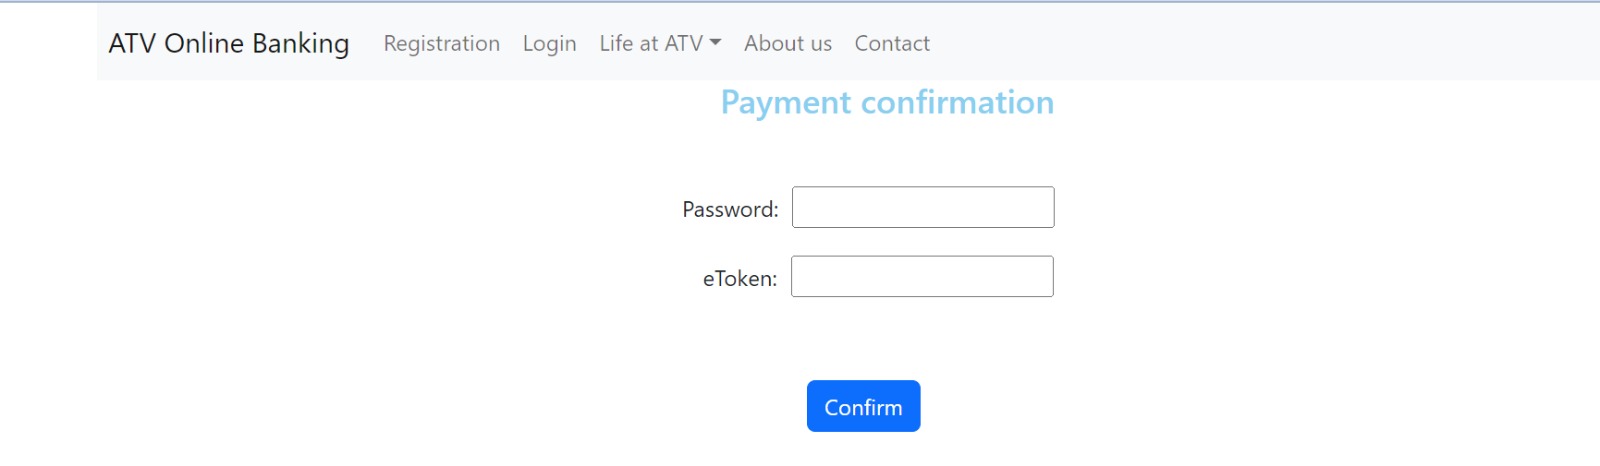 ATV Online Banking Registration Login Life at ATV About us Contact
Payment confirmation
Password:
eToken:
Confirm